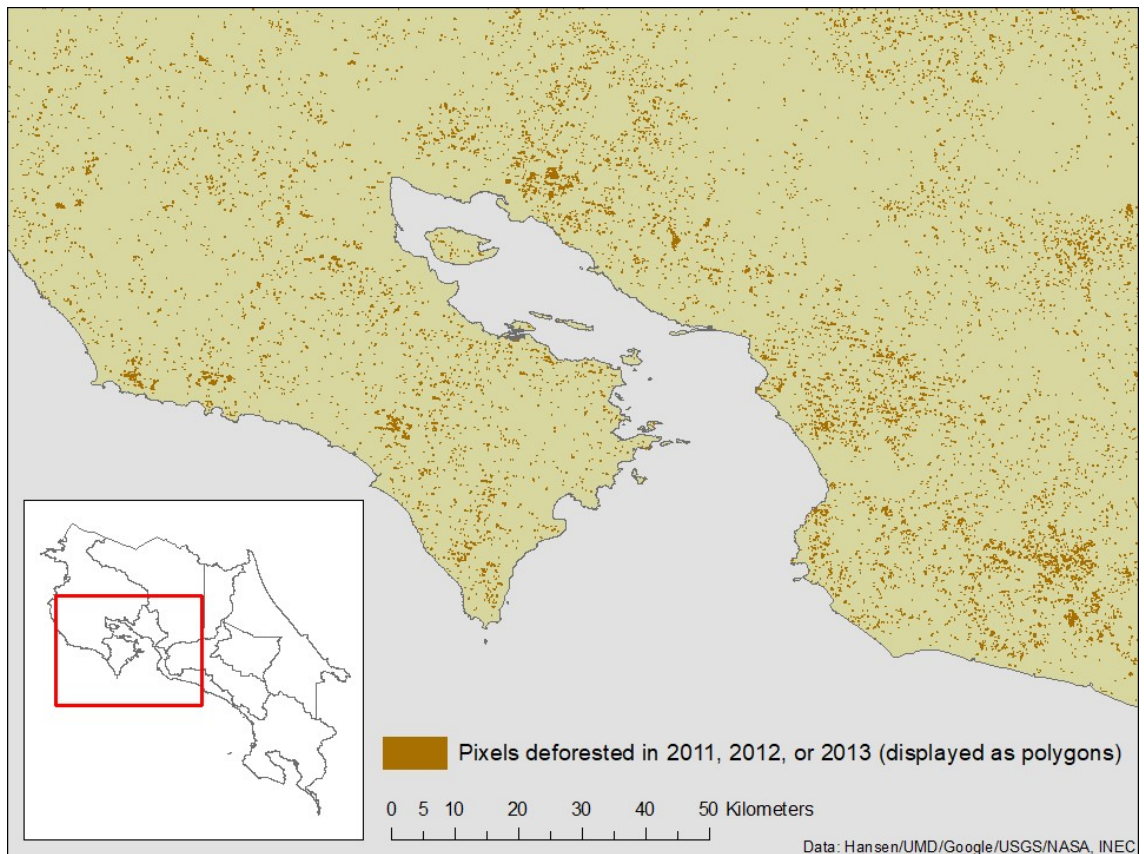 Pixels deforested in 2011, 2012, or 2013 (displayed as polygons)
0 5 10 20 30 40 50 Kilometers
Data: Hansen/UMD/Google/USGS/NASA, INEC